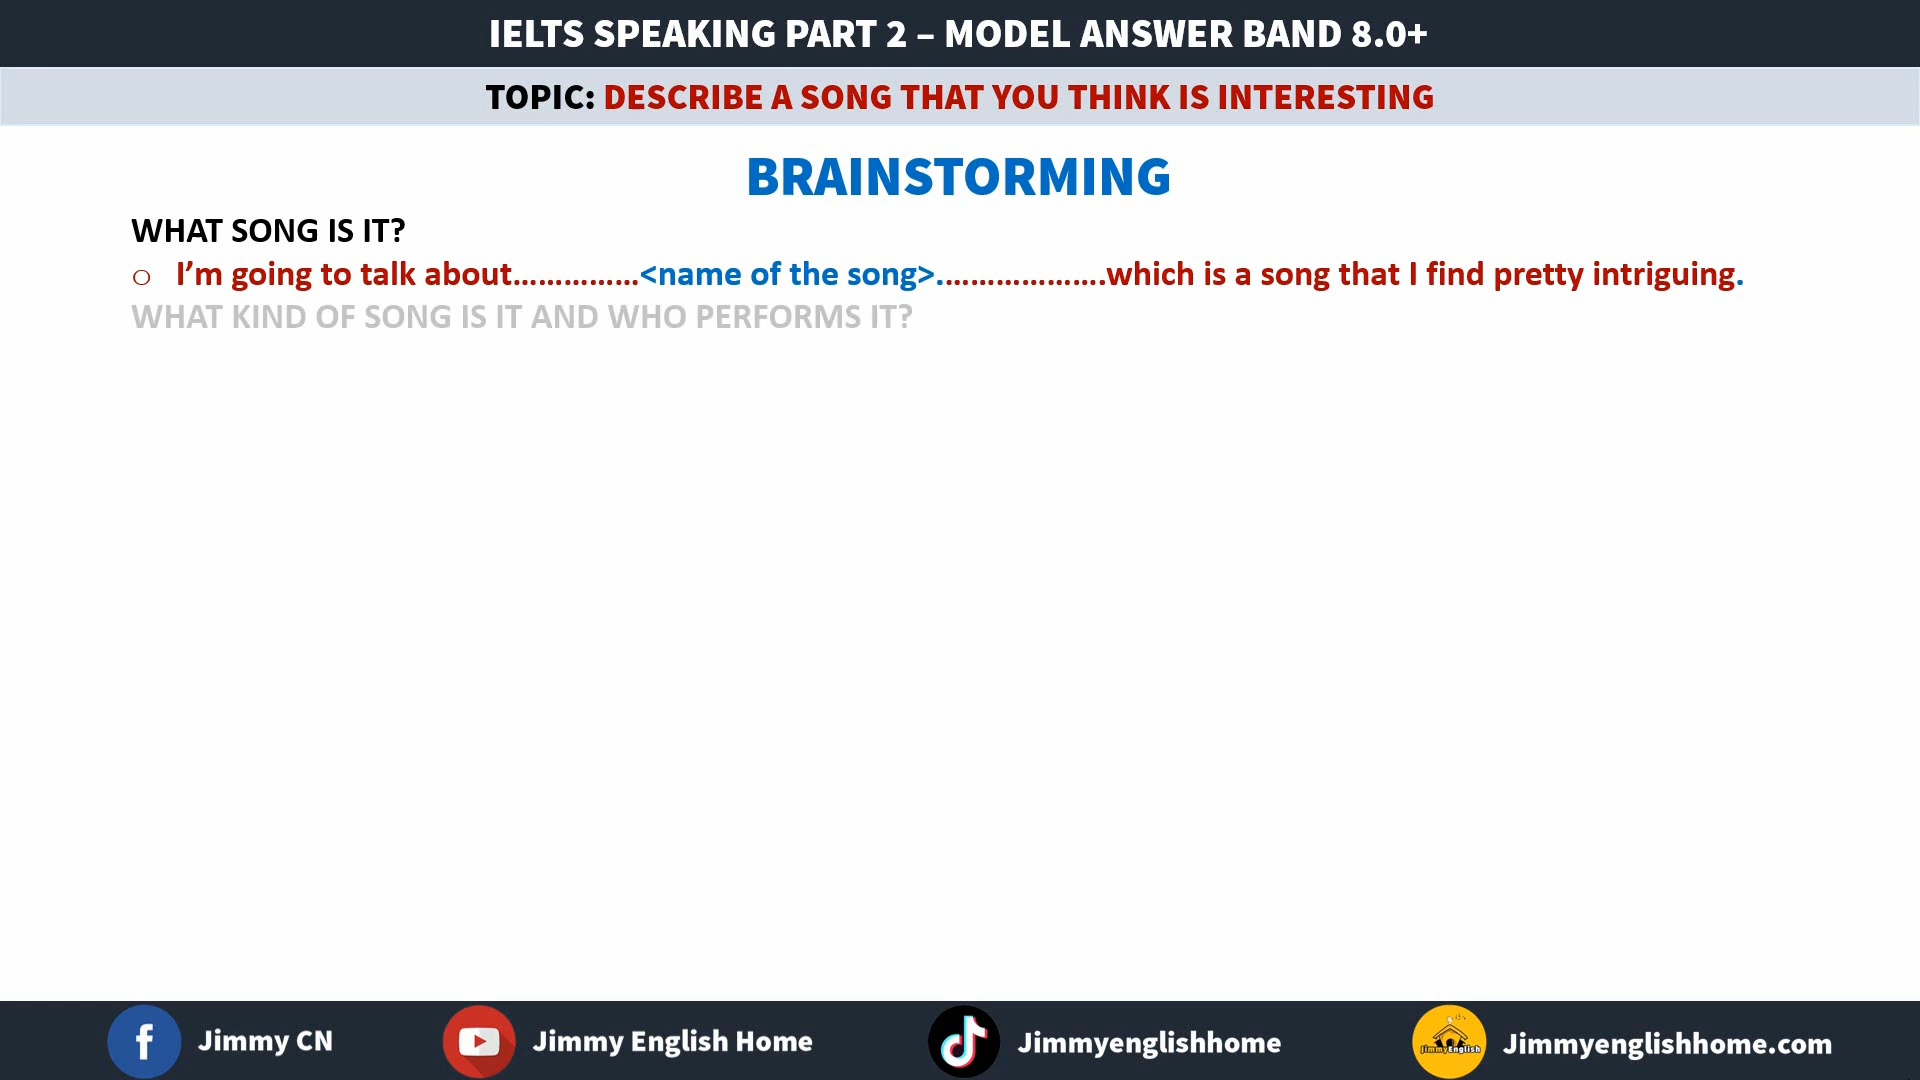 IELTS SPEAKING PART 2 – MODEL ANSWER BAND 8.0+
TOPIC: DESCRIBE A SONG THAT YOU THINK IS INTERESTING
BRAINSTORMING
WHAT SONG IS IT?
o I’m going to talk about……………<name of the song>.……………….which is a song that I find pretty intriguing.
WHAT KIND OF SONG IS IT AND WHO PERFORMS IT?
Jimmy CN
Jimmy English Home
Jimmyenglishhome
JimmyEnglish
Jimmyenglishhome.com